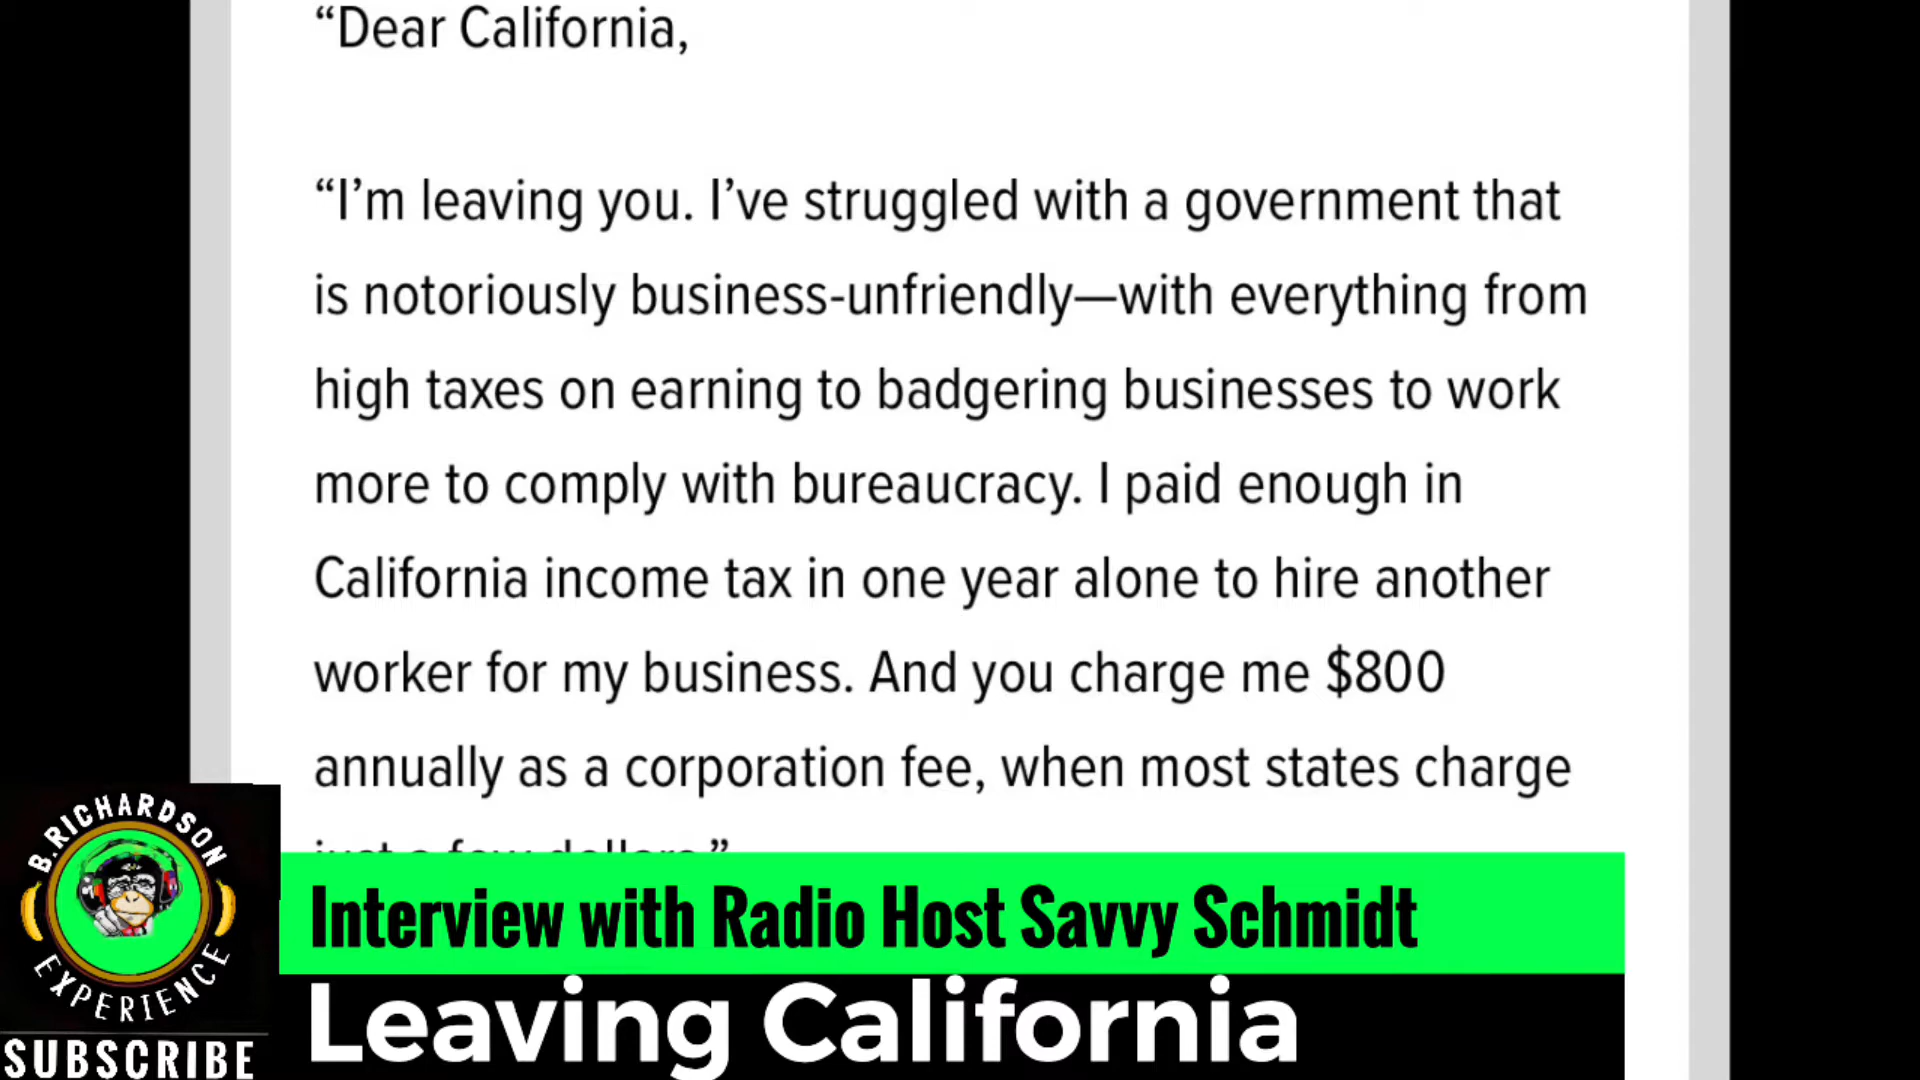 “Dear California,
“I’m leaving you. I’ve struggled with a government that
is notoriously business-unfriendly—with everything from
high taxes on earning to badgering businesses to work
more to comply with bureaucracy. I paid enough in
California income tax in one year alone to hire another
worker for my business. And you charge me $800
annually as a corporation fee, when most states charge
just a few dollars.”
B.RICHARDSON
EXPERIENCE
SUBSCRIBE
Interview with Radio Host Savvy Schmidt
Leaving California